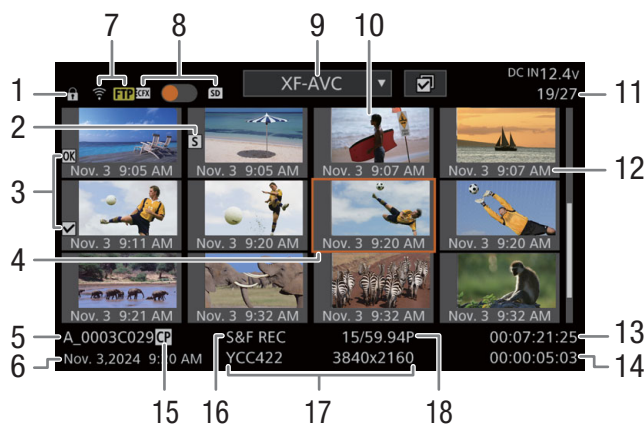 7 8 9 10
XF-AVC
DC IN12.4v
1 FTP CFX SD 19/27 11
2 S
OK
Nov. 3 9:05 AM Nov. 3 9:05 AM Nov. 3 9:07 AM Nov. 3 9:07 AM 12
3
Nov. 3 9:11 AM Nov. 3 9:20 AM Nov. 3 9:20 AM Nov. 3 9:20 AM
4
Nov. 3 9:21 AM Nov. 3 9:32 AM Nov. 3 9:32 AM Nov. 3 9:32 AM
5 A_0003C029 CP S&F REC 15/59.94P 00:07:21:25 13
6 Nov. 3,2024 9:20 AM YCC422 3840x2160 00:00:05:03 14
15 16 17 18